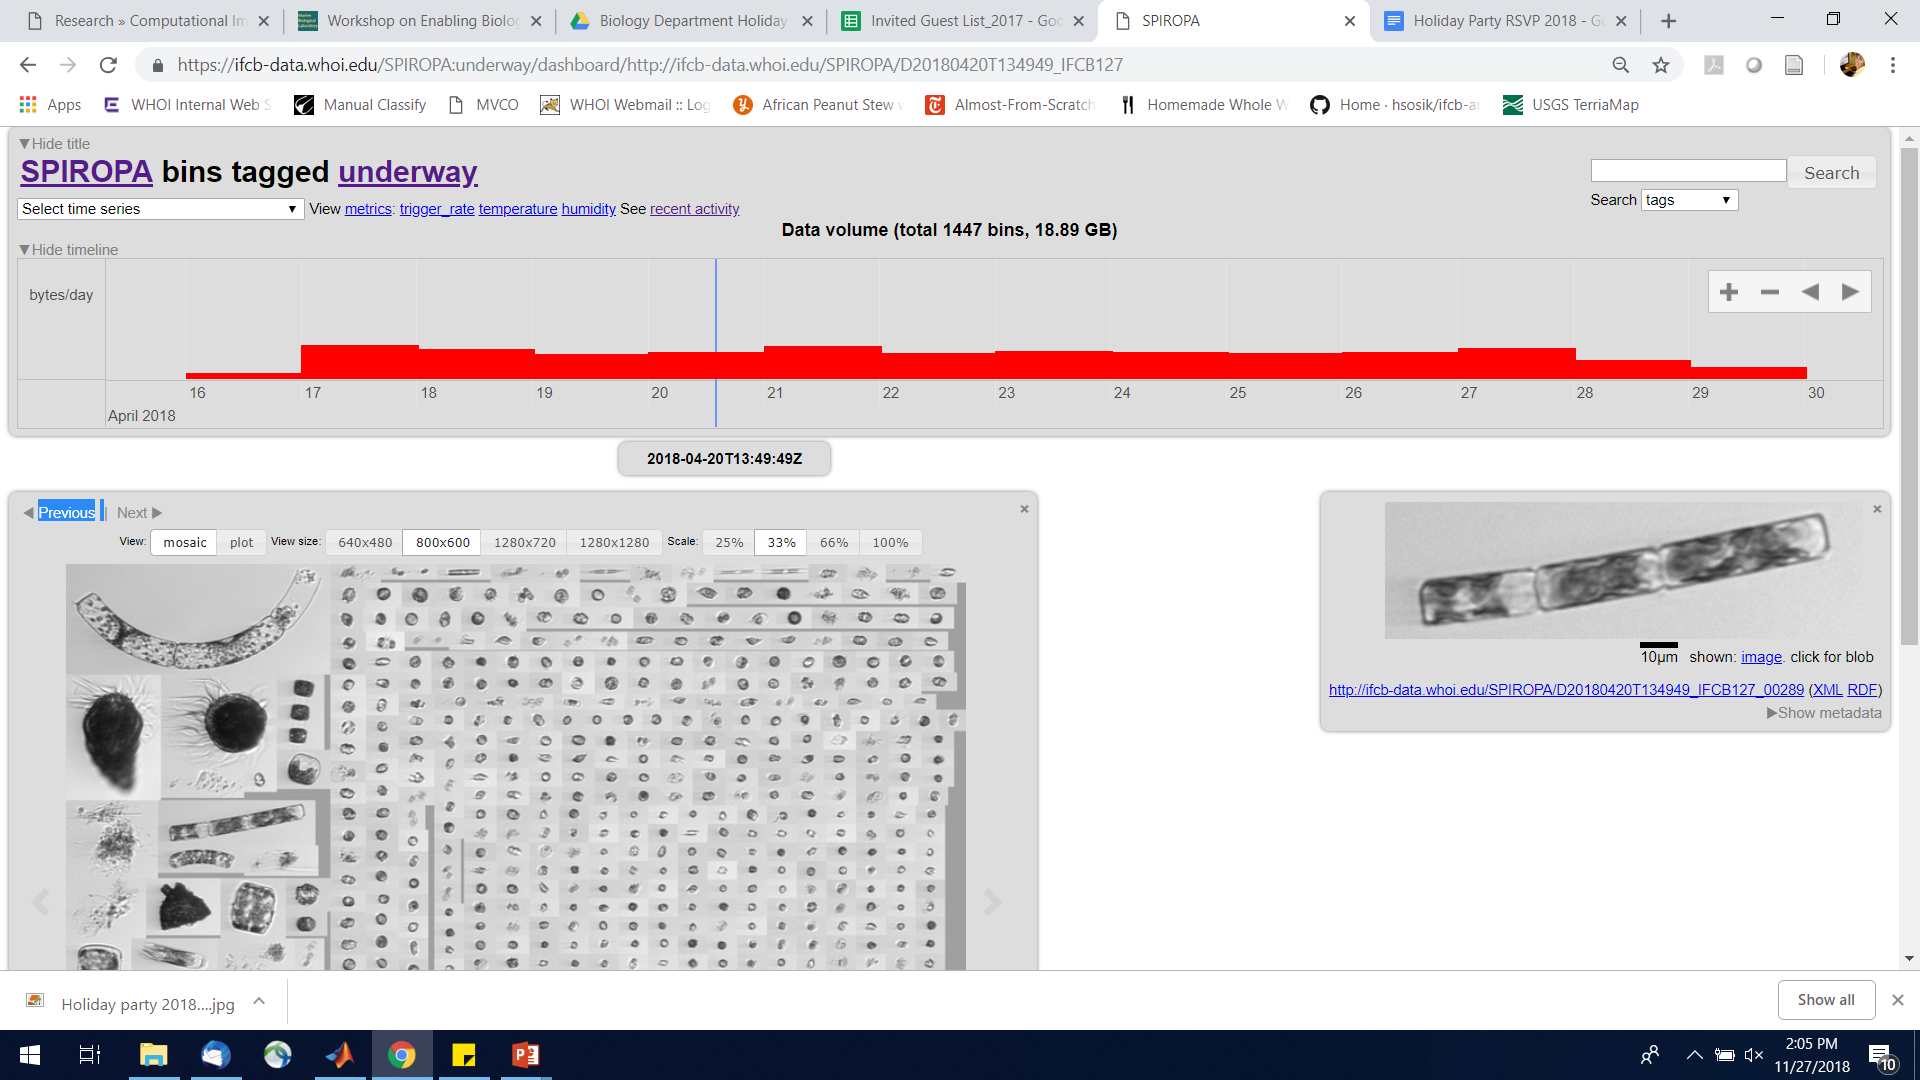 Research » Computational Im
Workshop on Enabling Biolog
Biology Department Holiday
Invited Guest List_2017 - Goo
SPIROPA
Holiday Party RSVP 2018 - Go
https://ifcb-data.whoi.edu/SPIROPA:underway/dashboard/http://ifcb-data.whoi.edu/SPIROPA/D20180420T134949_IFCB127
Apps WHOI Internal Web S Manual Classify MVCO WHOI Webmail :: Log African Peanut Stew v Almost-From-Scratch Homemade Whole W Home · hsosik/ifcb-ar USGS TerriaMap
▼Hide title
SPIROPA bins tagged underway
Search
Select time series ▼ View metrics: trigger_rate temperature humidity See recent activity
Search tags ▼
Data volume (total 1447 bins, 18.89 GB)
▼Hide timeline
bytes/day
16 17 18 19 20 21 22 23 24 25 26 27 28 29 30
April 2018
2018-04-20T13:49:49Z
◀ Previous | Next ▶
View: mosaic plot View size: 640x480 800x600 1280x720 1280x1280 Scale: 25% 33% 66% 100%
10µm shown: image. click for blob
http://ifcb-data.whoi.edu/SPIROPA/D20180420T134949_IFCB127_00289 (XML RDF)
▶Show metadata
Holiday party 2018....jpg
Show all
2:05 PM
11/27/2018
10